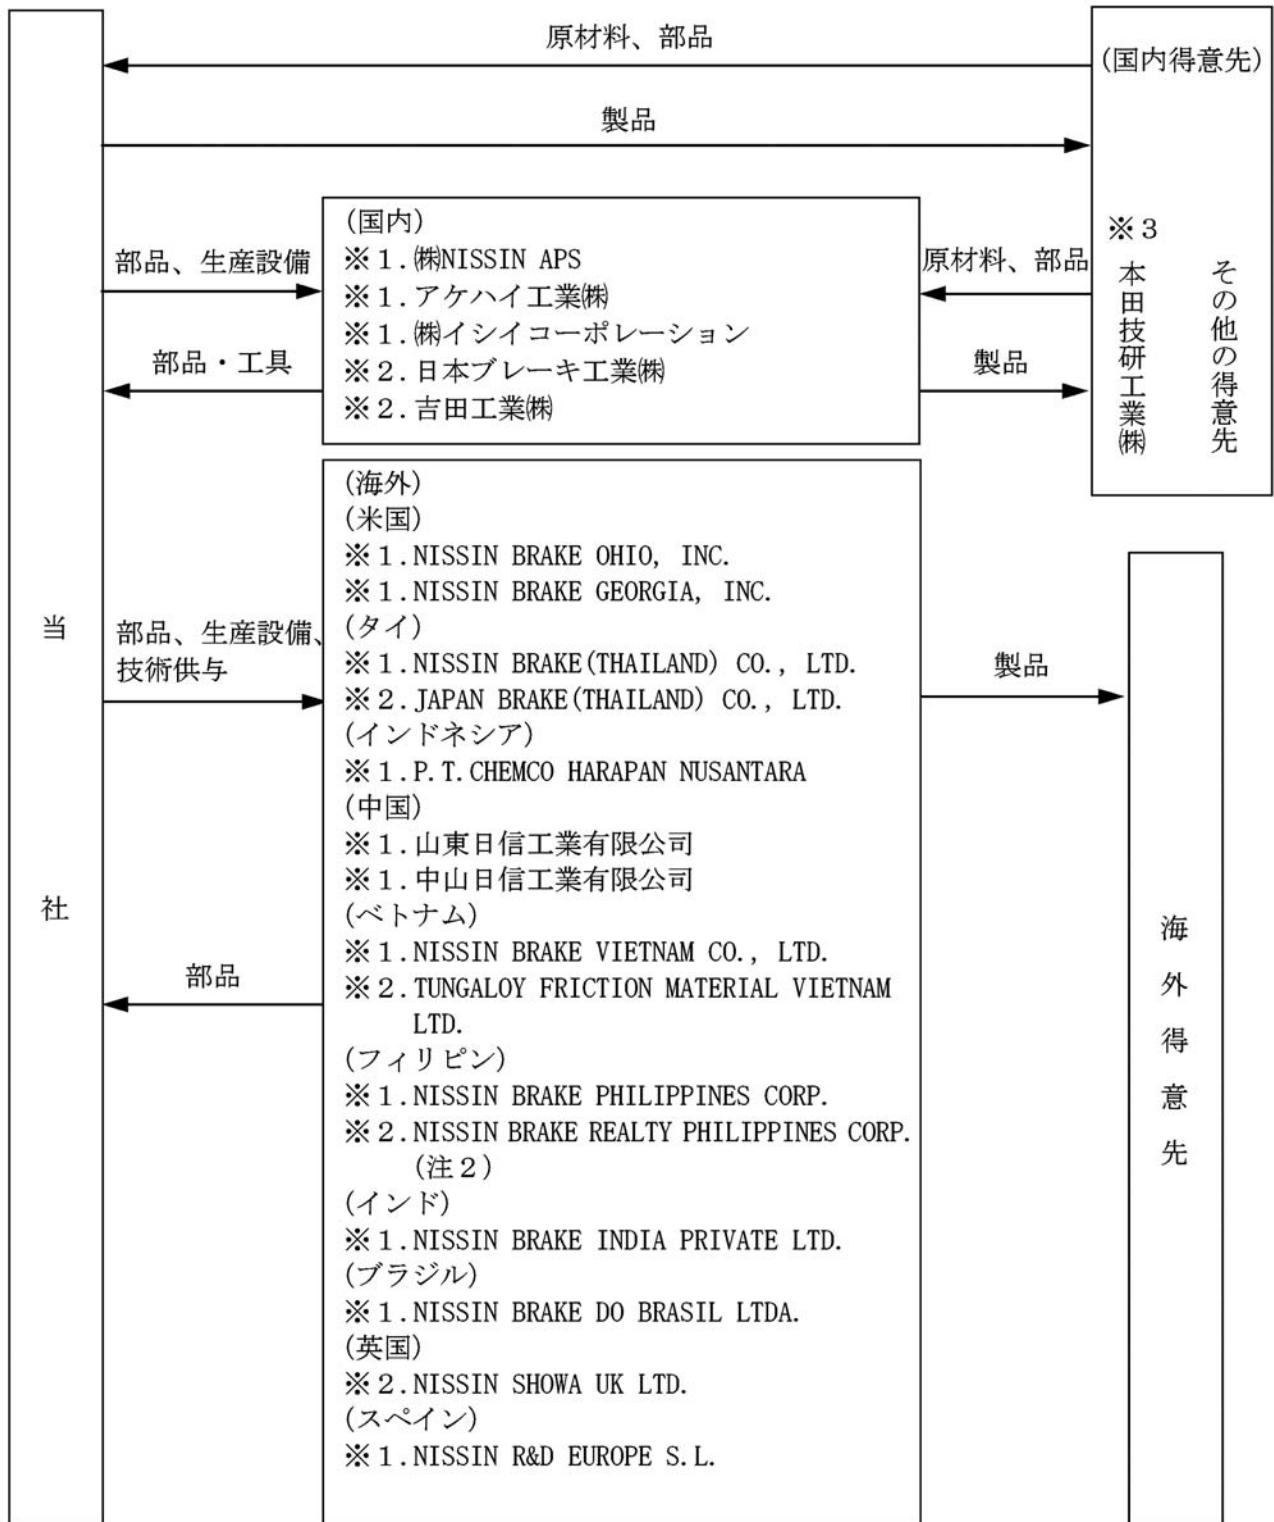 原材料、部品
(国内得意先)
製品
※3
本田技研工業㈱
その他の得意先
部品、生産設備
部品・工具
(国内)
※1.㈱NISSIN APS
※1.アケハイ工業㈱
※1.㈱イシイコーポレーション
※2.日本ブレーキ工業㈱
※2.吉田工業㈱
原材料、部品
製品
当社
部品、生産設備、
技術供与
部品
(海外)
(米国)
※1.NISSIN BRAKE OHIO, INC.
※1.NISSIN BRAKE GEORGIA, INC.
(タイ)
※1.NISSIN BRAKE(THAILAND) CO., LTD.
※2.JAPAN BRAKE(THAILAND) CO., LTD.
(インドネシア)
※1.P.T.CHEMCO HARAPAN NUSANTARA
(中国)
※1.山東日信工業有限公司
※1.中山日信工業有限公司
(ベトナム)
※1.NISSIN BRAKE VIETNAM CO., LTD.
※2.TUNGALOY FRICTION MATERIAL VIETNAM
LTD.
(フィリピン)
※1.NISSIN BRAKE PHILIPPINES CORP.
※2.NISSIN BRAKE REALTY PHILIPPINES CORP.
(注2)
(インド)
※1.NISSIN BRAKE INDIA PRIVATE LTD.
(ブラジル)
※1.NISSIN BRAKE DO BRASIL LTDA.
(英国)
※2.NISSIN SHOWA UK LTD.
(スペイン)
※1.NISSIN R&D EUROPE S.L.
製品
海外得意先